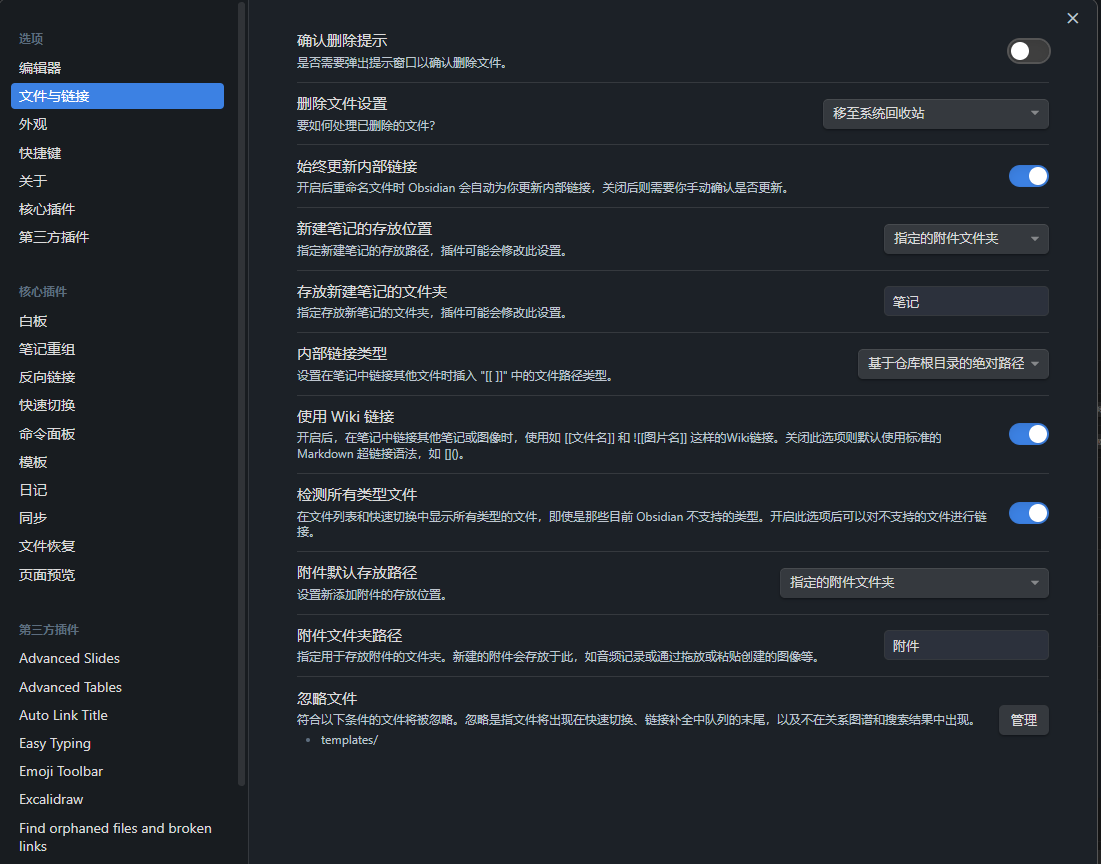 选项
编辑器
文件与链接
外观
快捷键
关于
核心插件
第三方插件
核心插件
白板
笔记重组
反向链接
快速切换
命令面板
模板
日记
同步
文件恢复
页面预览
第三方插件
Advanced Slides
Advanced Tables
Auto Link Title
Easy Typing
Emoji Toolbar
Excalidraw
Find orphaned files and broken
links
确认删除提示
是否需要弹出提示窗口以确认删除文件。
删除文件设置
要如何处理已删除的文件?
移至系统回收站
始终更新内部链接
开启后重命名文件时 Obsidian 会自动为你更新内部链接，关闭后则需要你手动确认是否更新。
新建笔记的存放位置
指定新建笔记的存放路径，插件可能会修改此设置。
指定的附件文件夹
存放新建笔记的文件夹
指定存放新笔记的文件夹，插件可能会修改此设置。
笔记
内部链接类型
设置在笔记中链接其他文件时插入 "[[ ]]" 中的文件路径类型。
基于仓库根目录的绝对路径
使用 Wiki 链接
开启后，在笔记中链接其他笔记或图像时，使用如 [[文件名]] 和 ![[图片名]] 这样的Wiki链接。关闭此选项则默认使用标准的
Markdown 超链接语法，如 []()。
检测所有类型文件
在文件列表和快速切换中显示所有类型的文件，即使是那些目前 Obsidian 不支持的类型。开启此选项后可以对不支持的文件进行链
接。
附件默认存放路径
设置新添加附件的存放位置。
指定的附件文件夹
附件文件夹路径
指定用于存放附件的文件夹。新建的附件会存放于此，如音频记录或通过拖放或粘贴创建的图像等。
附件
忽略文件
符合以下条件的文件将被忽略。忽略是指文件将出现在快速切换、链接补全中队列的末尾，以及不在关系图谱和搜索结果中出现。
管理
• templates/